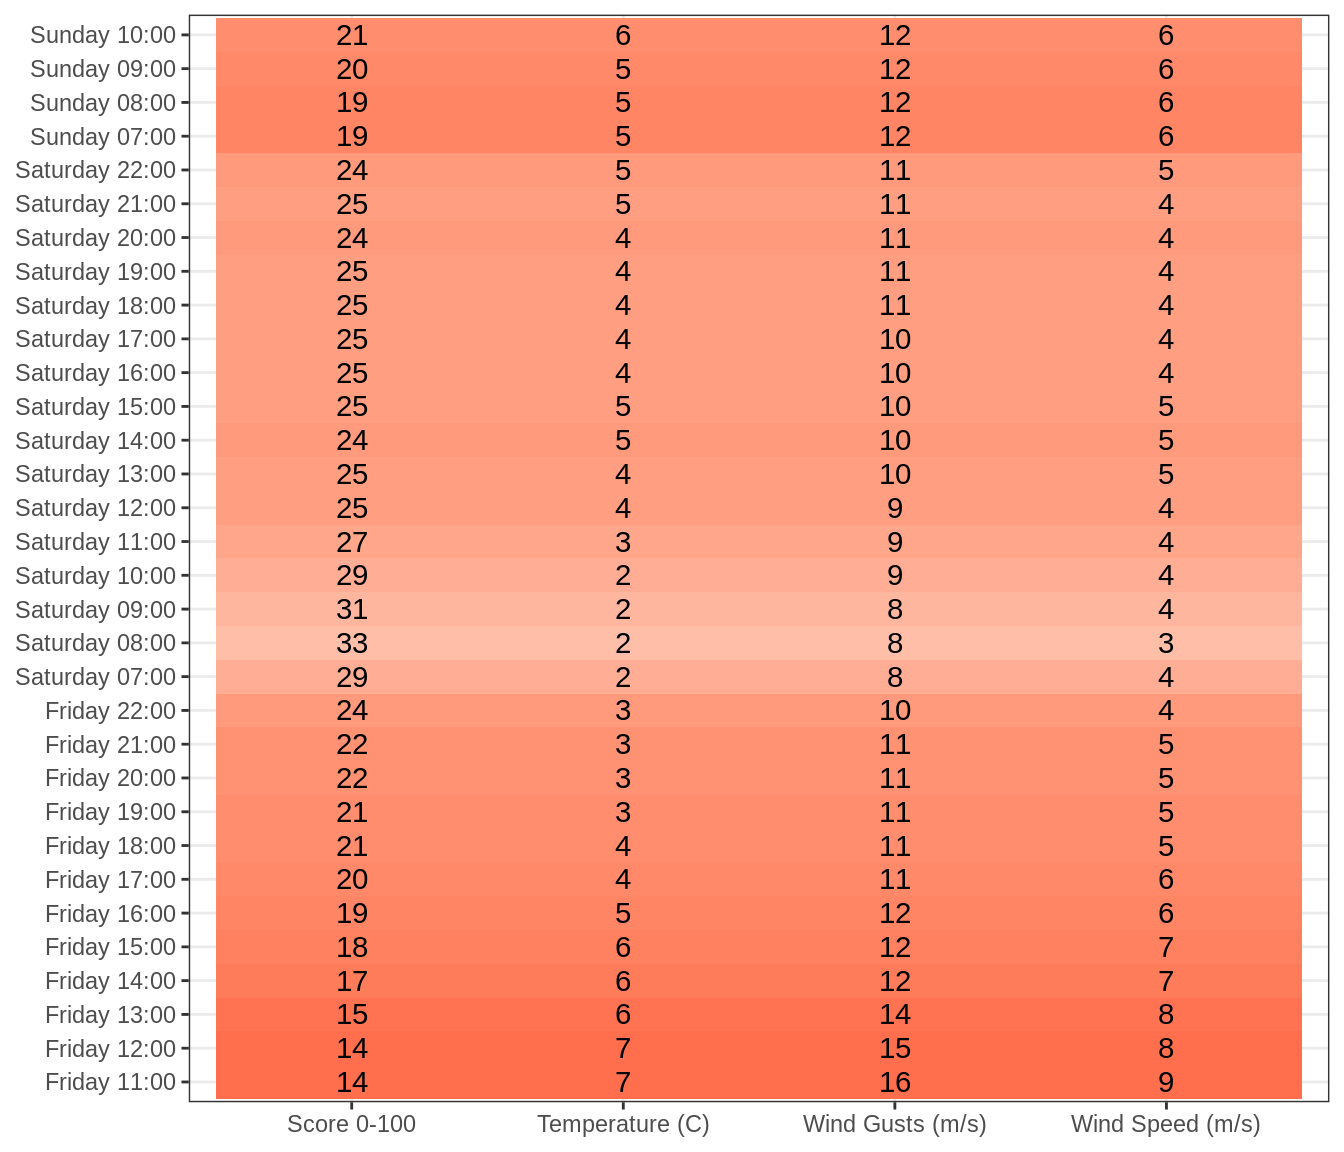 Sunday 10:00 21 6 12 6
Sunday 09:00 20 5 12 6
Sunday 08:00 19 5 12 6
Sunday 07:00 19 5 12 6
Saturday 22:00 24 5 11 5
Saturday 21:00 25 5 11 4
Saturday 20:00 24 4 11 4
Saturday 19:00 25 4 11 4
Saturday 18:00 25 4 11 4
Saturday 17:00 25 4 10 4
Saturday 16:00 25 4 10 4
Saturday 15:00 25 5 10 5
Saturday 14:00 24 5 10 5
Saturday 13:00 25 4 10 5
Saturday 12:00 25 4 9 4
Saturday 11:00 27 3 9 4
Saturday 10:00 29 2 9 4
Saturday 09:00 31 2 8 4
Saturday 08:00 33 2 8 3
Saturday 07:00 29 2 8 4
Friday 22:00 24 3 10 4
Friday 21:00 22 3 11 5
Friday 20:00 22 3 11 5
Friday 19:00 21 3 11 5
Friday 18:00 21 4 11 5
Friday 17:00 20 4 11 6
Friday 16:00 19 5 12 6
Friday 15:00 18 6 12 7
Friday 14:00 17 6 12 7
Friday 13:00 15 6 14 8
Friday 12:00 14 7 15 8
Friday 11:00 14 7 16 9
Score 0-100 Temperature (C) Wind Gusts (m/s) Wind Speed (m/s)